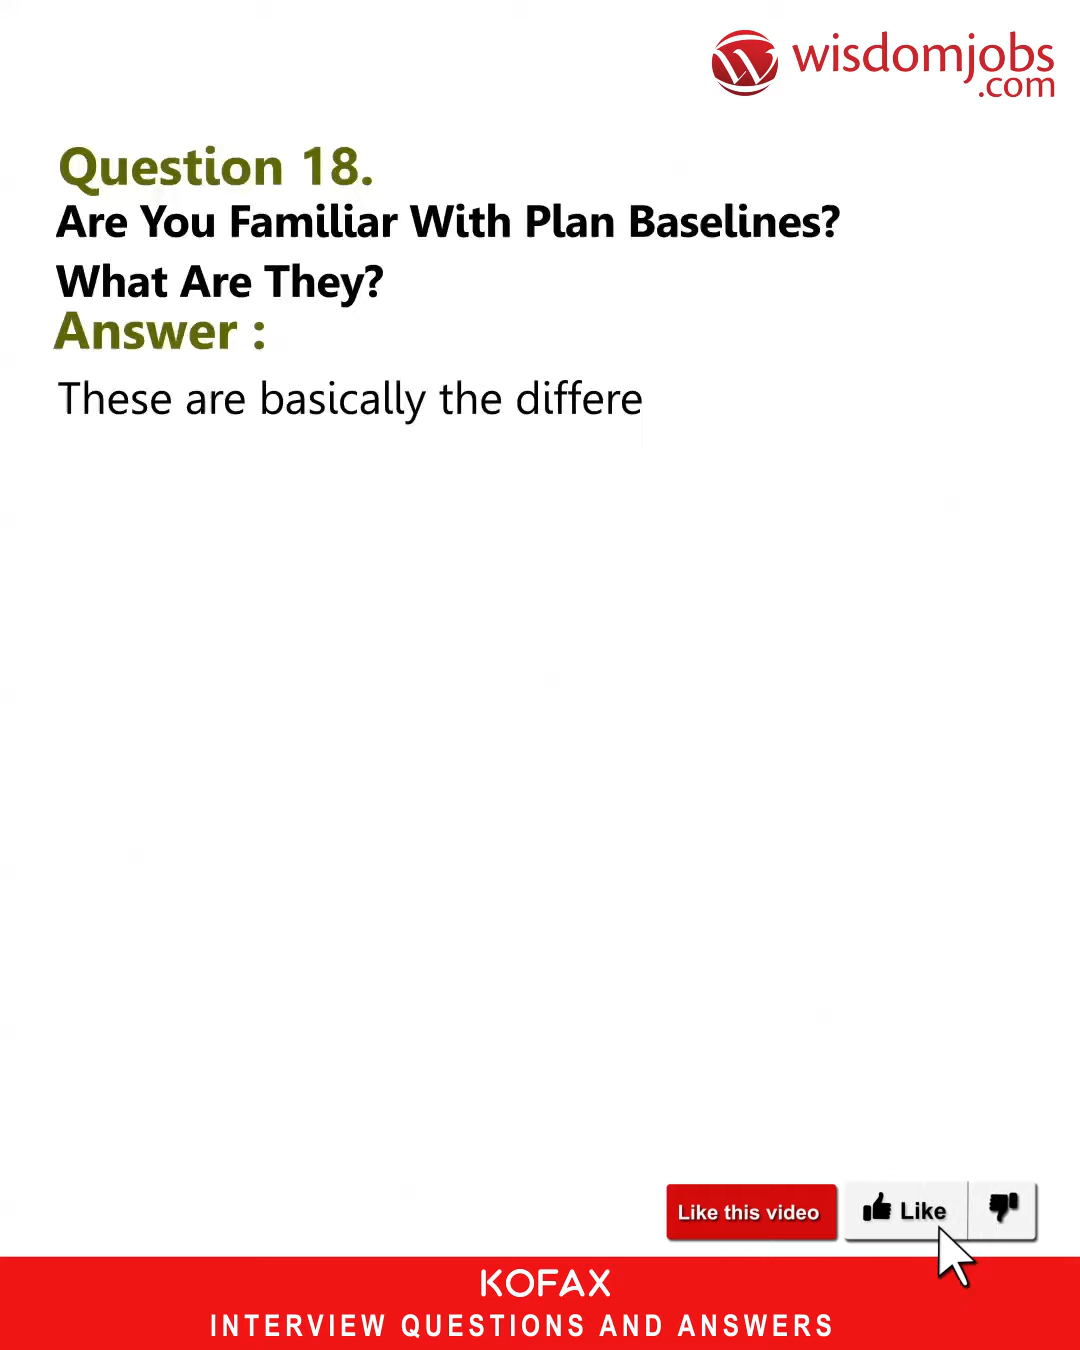 wisdomjobs
.com
Question 18.
Are You Familiar With Plan Baselines?
What Are They?
Answer :
These are basically the differe
Like this video
Like
KOFAX
INTERVIEW QUESTIONS AND ANSWERS